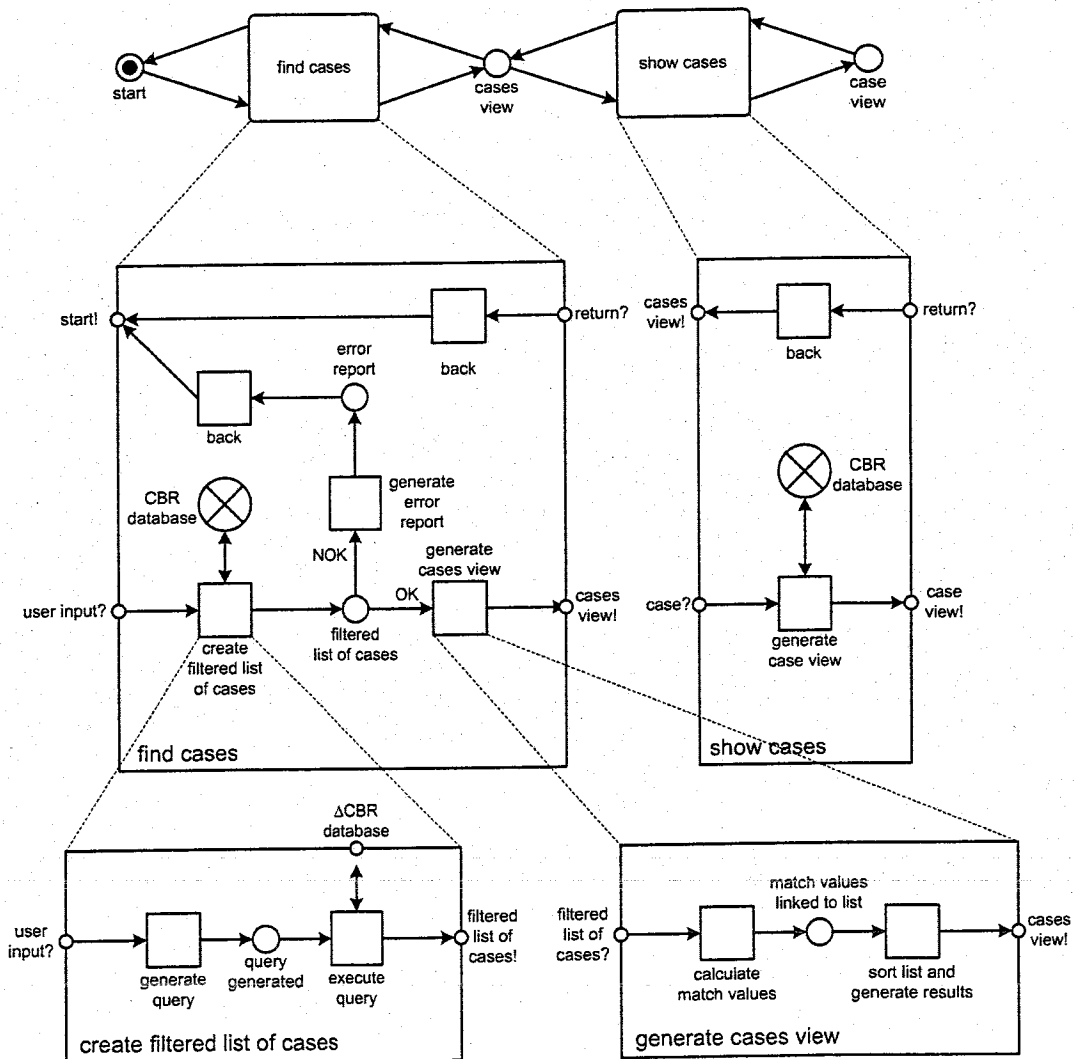 find cases
show cases
start
cases
view
case
view
start!
return?
back
error
report
back
CBR
database
generate
error
report
NOK
generate
cases view
OK
user input?
cases
view!
create
filtered list
of cases
filtered
list of cases
find cases
cases
view!
return?
back
CBR
database
case?
case
view!
generate
case view
show cases
ΔCBR
database
user
input?
filtered
list of
cases!
generate
query
query
generated
execute
query
create filtered list of cases
match values
linked to list
filtered
list of
cases?
cases
view!
calculate
match values
sort list and
generate results
generate cases view